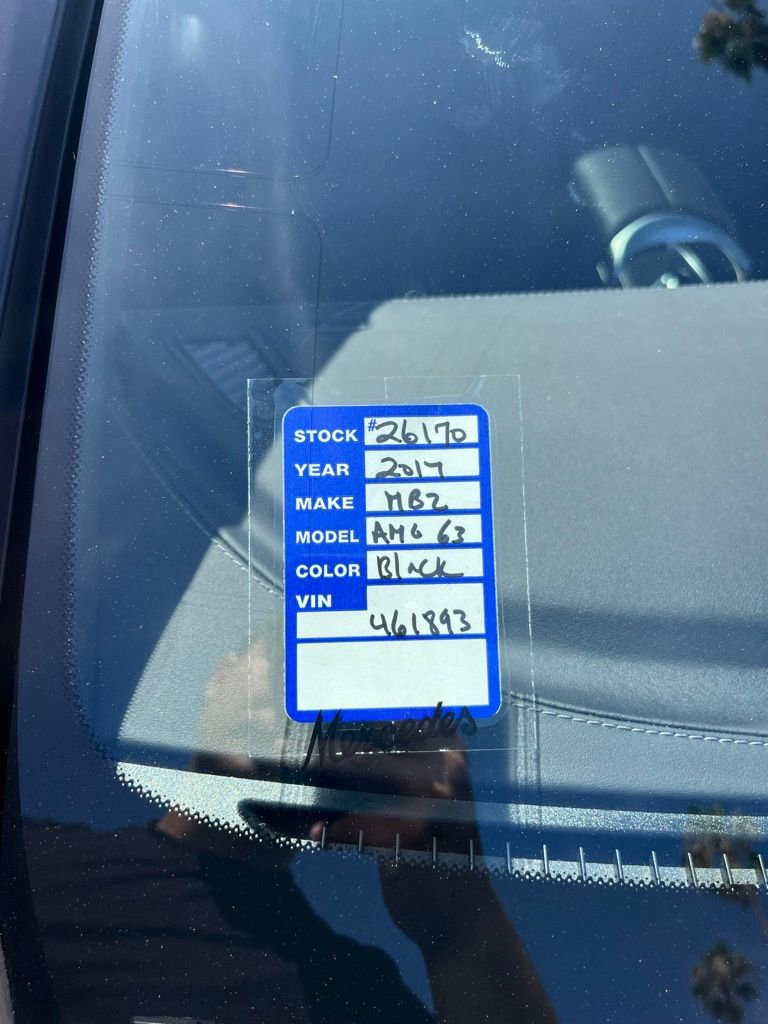 STOCK #26170
YEAR 2017
MAKE MBZ
MODEL AMG 63
COLOR Black
VIN
461893
Mercedes